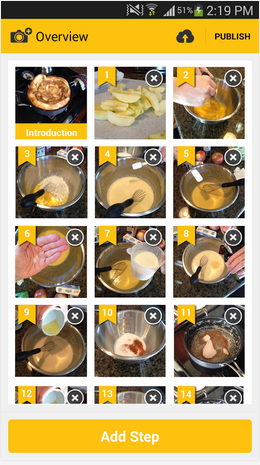 51% 2:19 PM
Overview PUBLISH
Introduction 1 2
3 4 5
6 7 8
9 10 11
12 13 14
Add Step